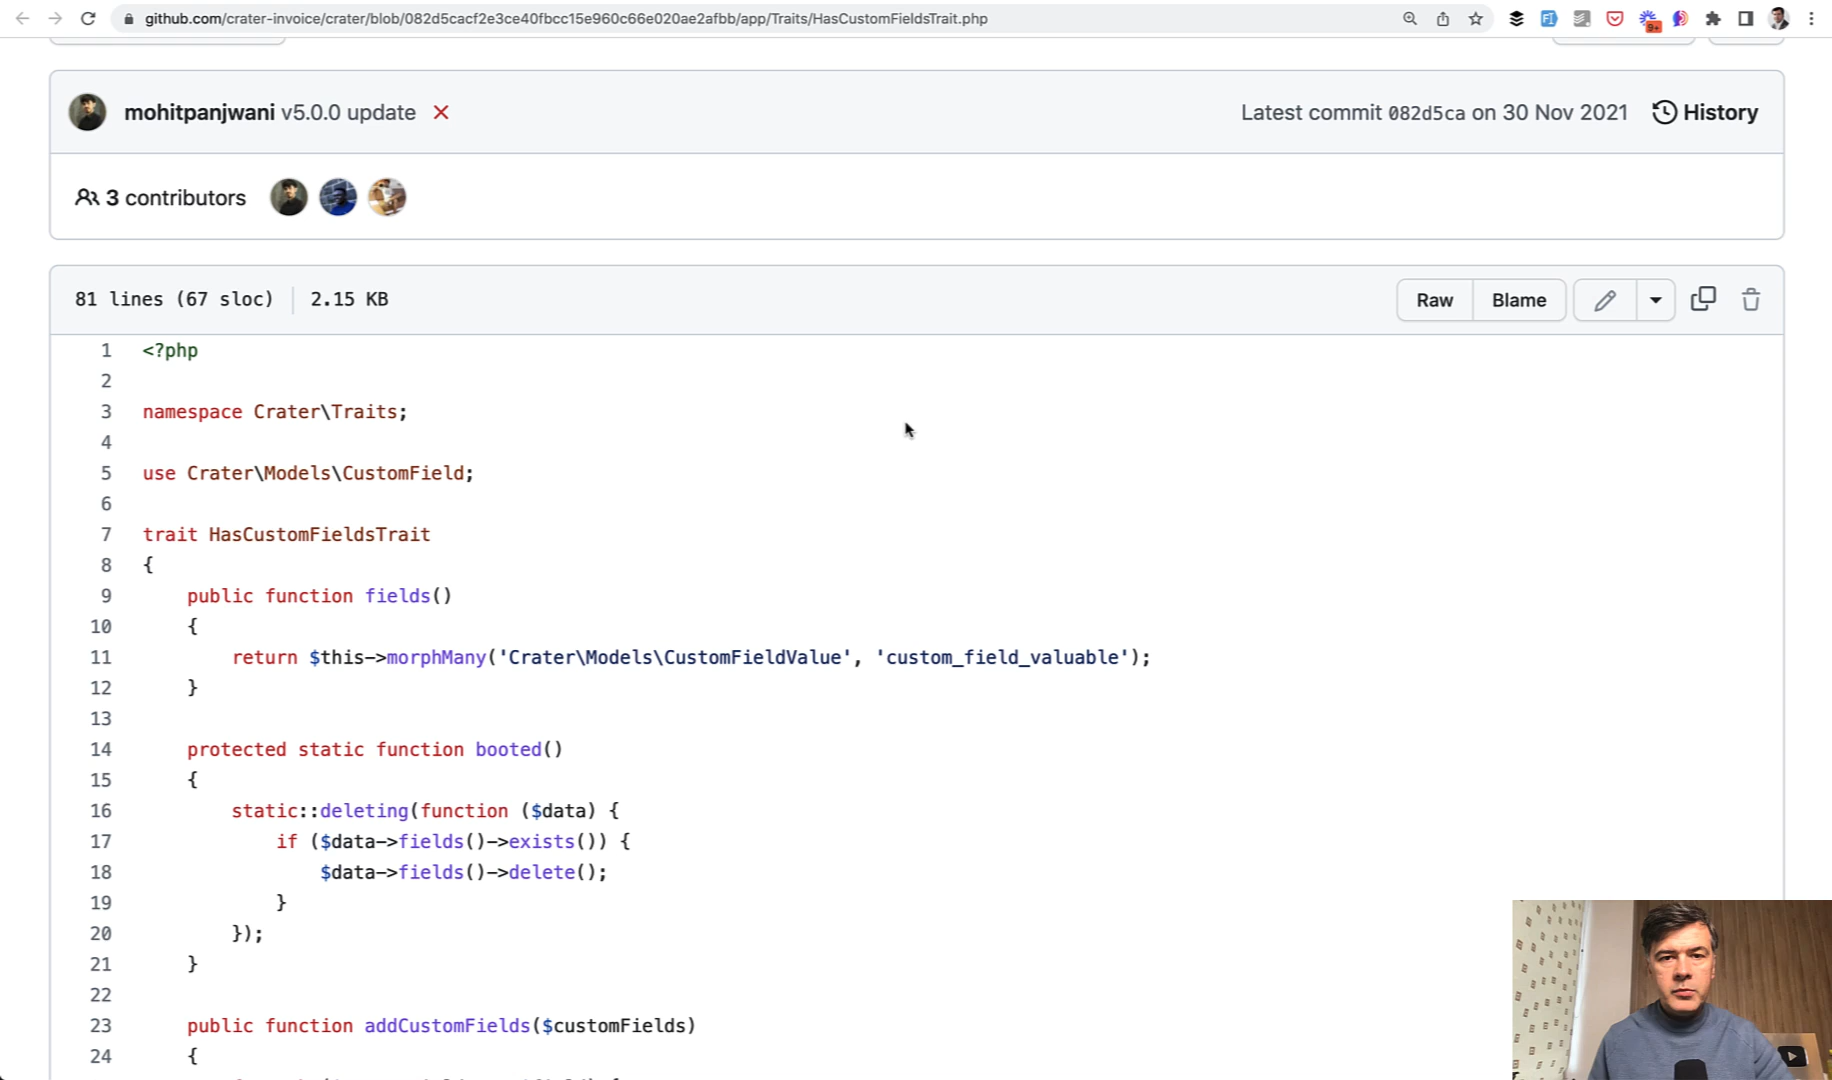 github.com/crater-invoice/crater/blob/082d5cacf2e3ce40fbcc15e960c66e020ae2afbb/app/Traits/HasCustomFieldsTrait.php
9+
mohitpanjwani v5.0.0 update
Latest commit 082d5ca on 30 Nov 2021
History
3 contributors
81 lines (67 sloc)
2.15 KB
Raw
Blame
1 <?php
2
3 namespace Crater\Traits;
4
5 use Crater\Models\CustomField;
6
7 trait HasCustomFieldsTrait
8 {
9 public function fields()
10 {
11 return $this->morphMany('Crater\Models\CustomFieldValue', 'custom_field_valuable');
12 }
13
14 protected static function booted()
15 {
16 static::deleting(function ($data) {
17 if ($data->fields()->exists()) {
18 $data->fields()->delete();
19 }
20 });
21 }
22
23 public function addCustomFields($customFields)
24 {